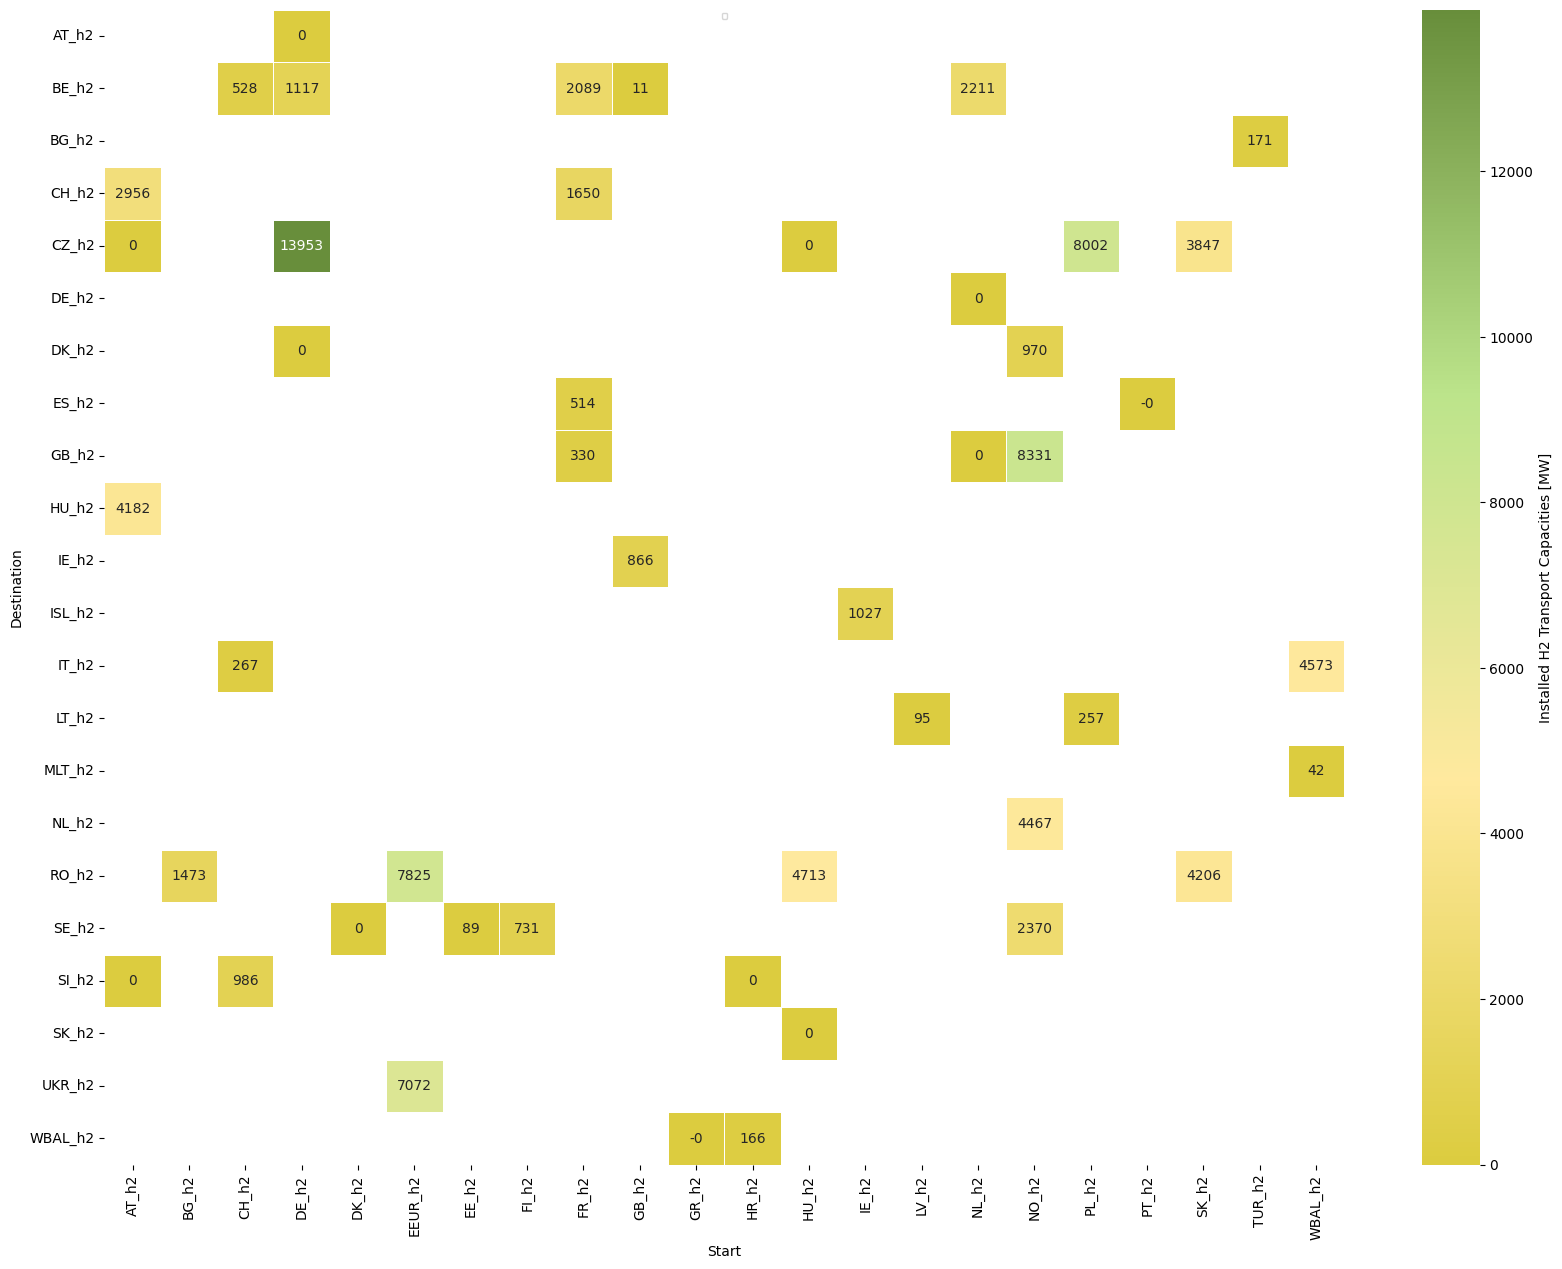 AT_h2 0
BE_h2 528 1117 2089 11 2211
BG_h2 171
CH_h2 2956 1650
CZ_h2 0 13953 0 8002 3847
DE_h2 0
DK_h2 0 970
ES_h2 514 -0
GB_h2 330 0 8331
HU_h2 4182
IE_h2 866
ISL_h2 1027
IT_h2 267 4573
LT_h2 95 257
MLT_h2 42
NL_h2 4467
RO_h2 1473 7825 4713 4206
SE_h2 0 89 731 2370
SI_h2 0 986 0
SK_h2 0
UKR_h2 7072
WBAL_h2 -0 166
Destination
AT_h2 BG_h2 CH_h2 DE_h2 DK_h2 EEUR_h2 EE_h2 FI_h2 FR_h2 GB_h2 GR_h2 HR_h2 HU_h2 IE_h2 LV_h2 NL_h2 NO_h2 PL_h2 PT_h2 SK_h2 TUR_h2 WBAL_h2
Start
12000
10000
8000
6000
4000
2000
0
Installed H2 Transport Capacities [MW]